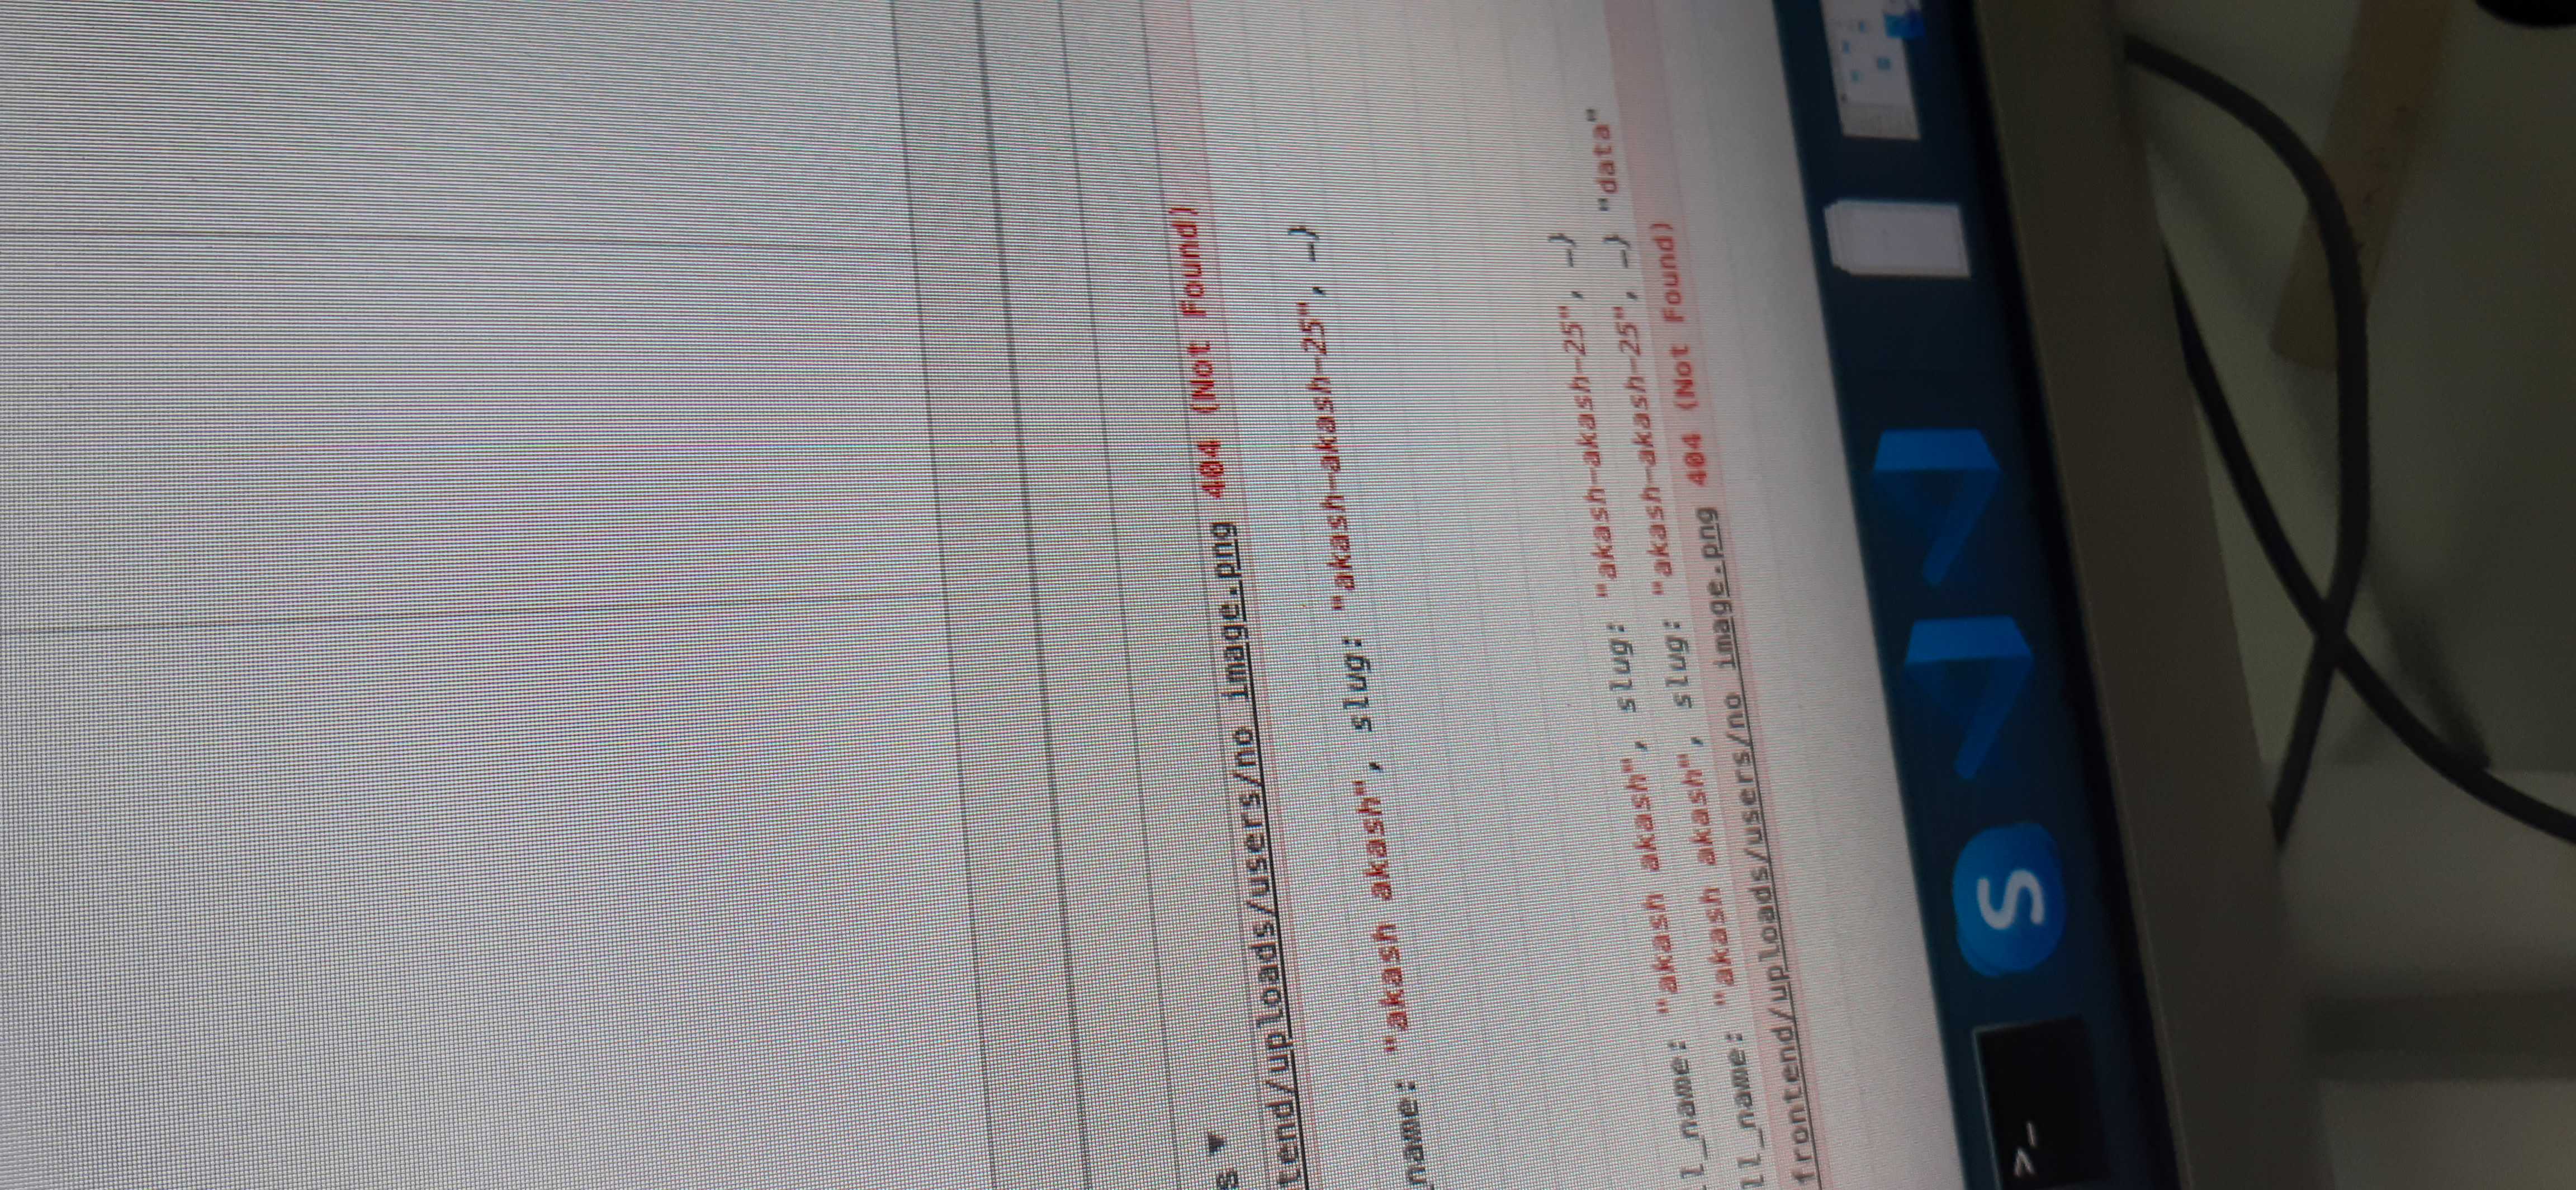 s ▼
tend/uploads/users/no_image.png 404 (Not Found)
name: "akash akash", slug: "akash-akash-25", …}
l_name: "akash akash", slug: "akash-akash-25", …}
ll_name: "akash akash", slug: "akash-akash-25", …} "data"
frontend/uploads/users/no_image.png 404 (Not Found)
>_
S